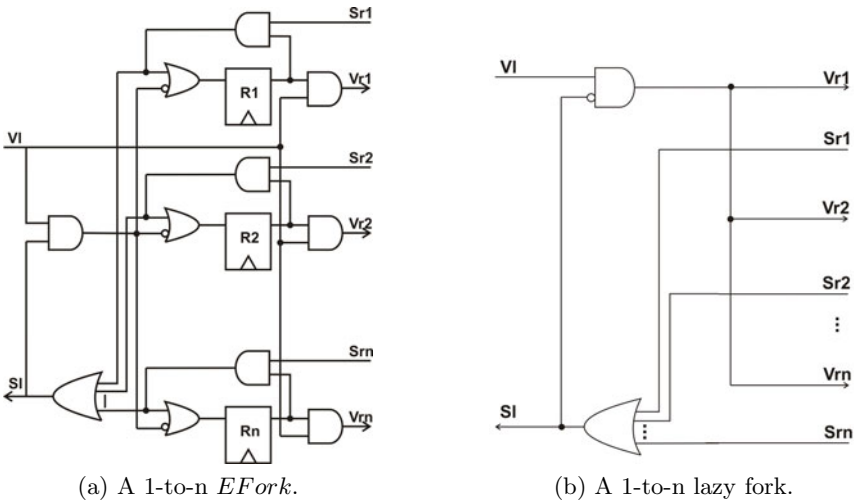 Sr1
R1
Vr1
Vl
Sr2
R2
Vr2
Srn
Sl
Rn
Vrn
(a) A 1-to-n EFork.
Vl
Vr1
Sr1
Vr2
Sr2
Vrn
Sl
Srn
(b) A 1-to-n lazy fork.